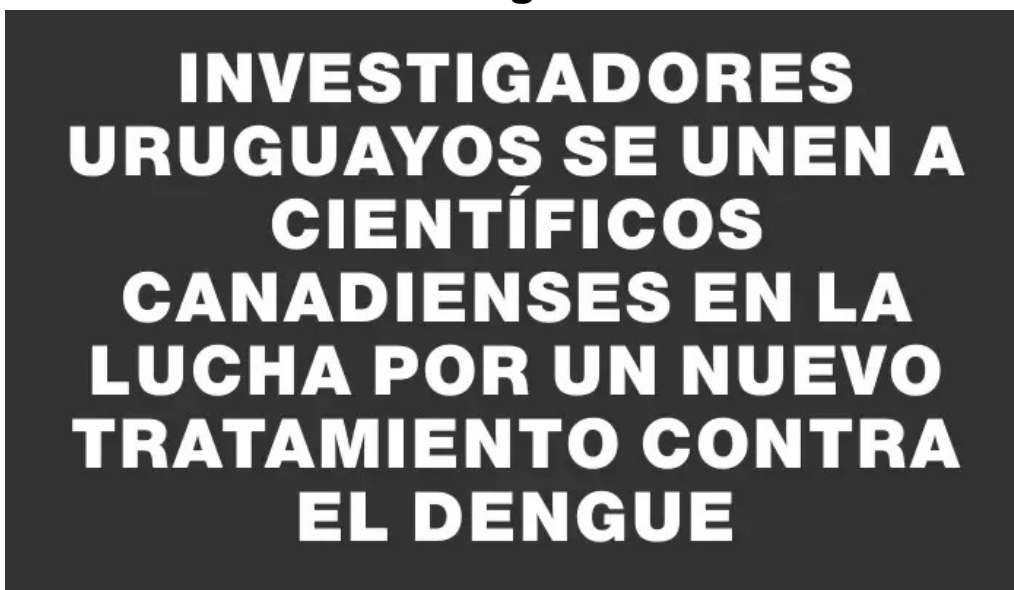 INVESTIGADORES
URUGUAYOS SE UNEN A
CIENTÍFICOS
CANADIENSES EN LA
LUCHA POR UN NUEVO
TRATAMIENTO CONTRA
EL DENGUE